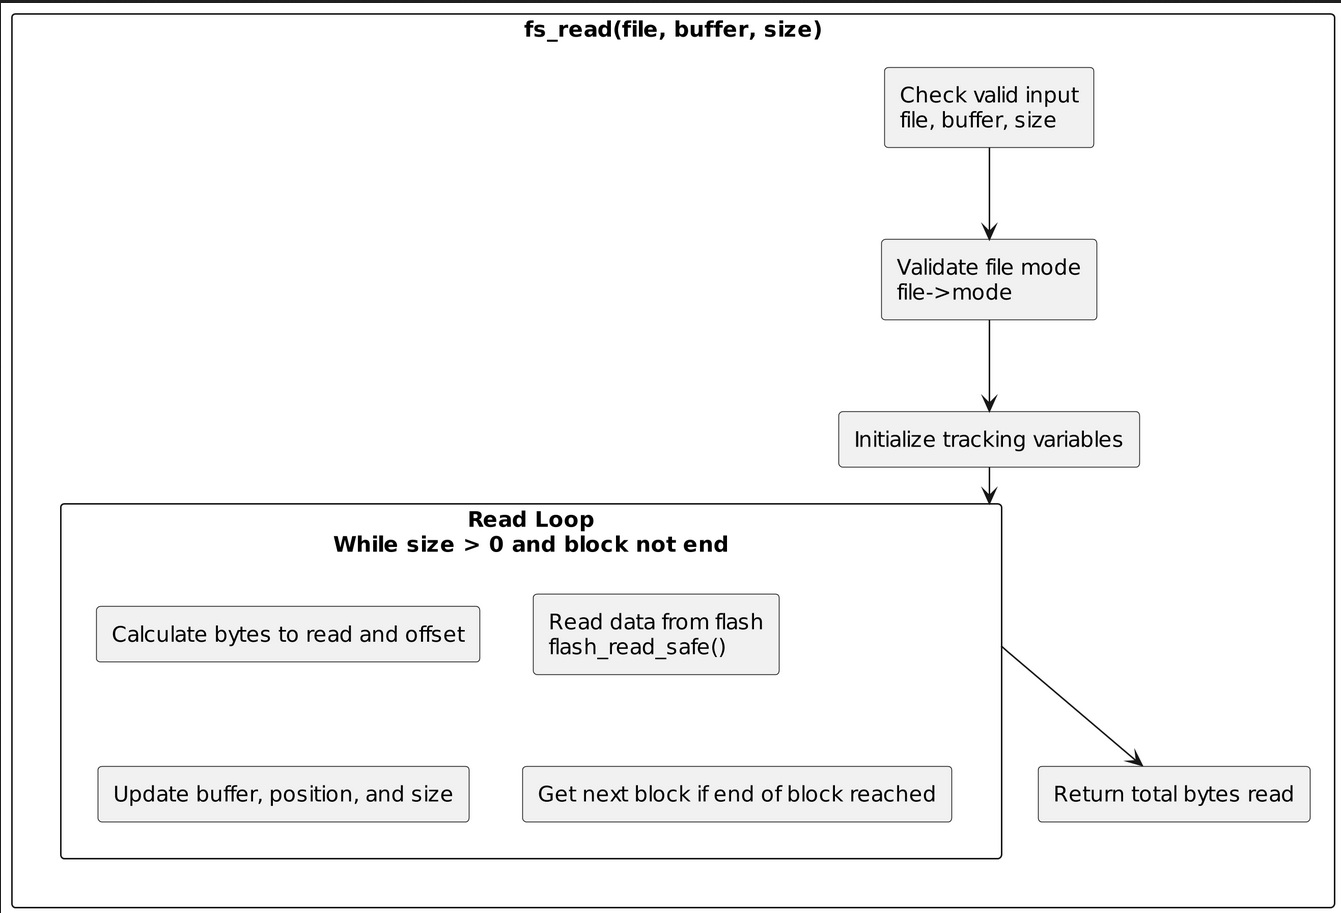 fs_read(file, buffer, size)
Check valid input
file, buffer, size
Validate file mode
file->mode
Initialize tracking variables
Read Loop
While size > 0 and block not end
Calculate bytes to read and offset
Read data from flash
flash_read_safe()
Update buffer, position, and size
Get next block if end of block reached
Return total bytes read